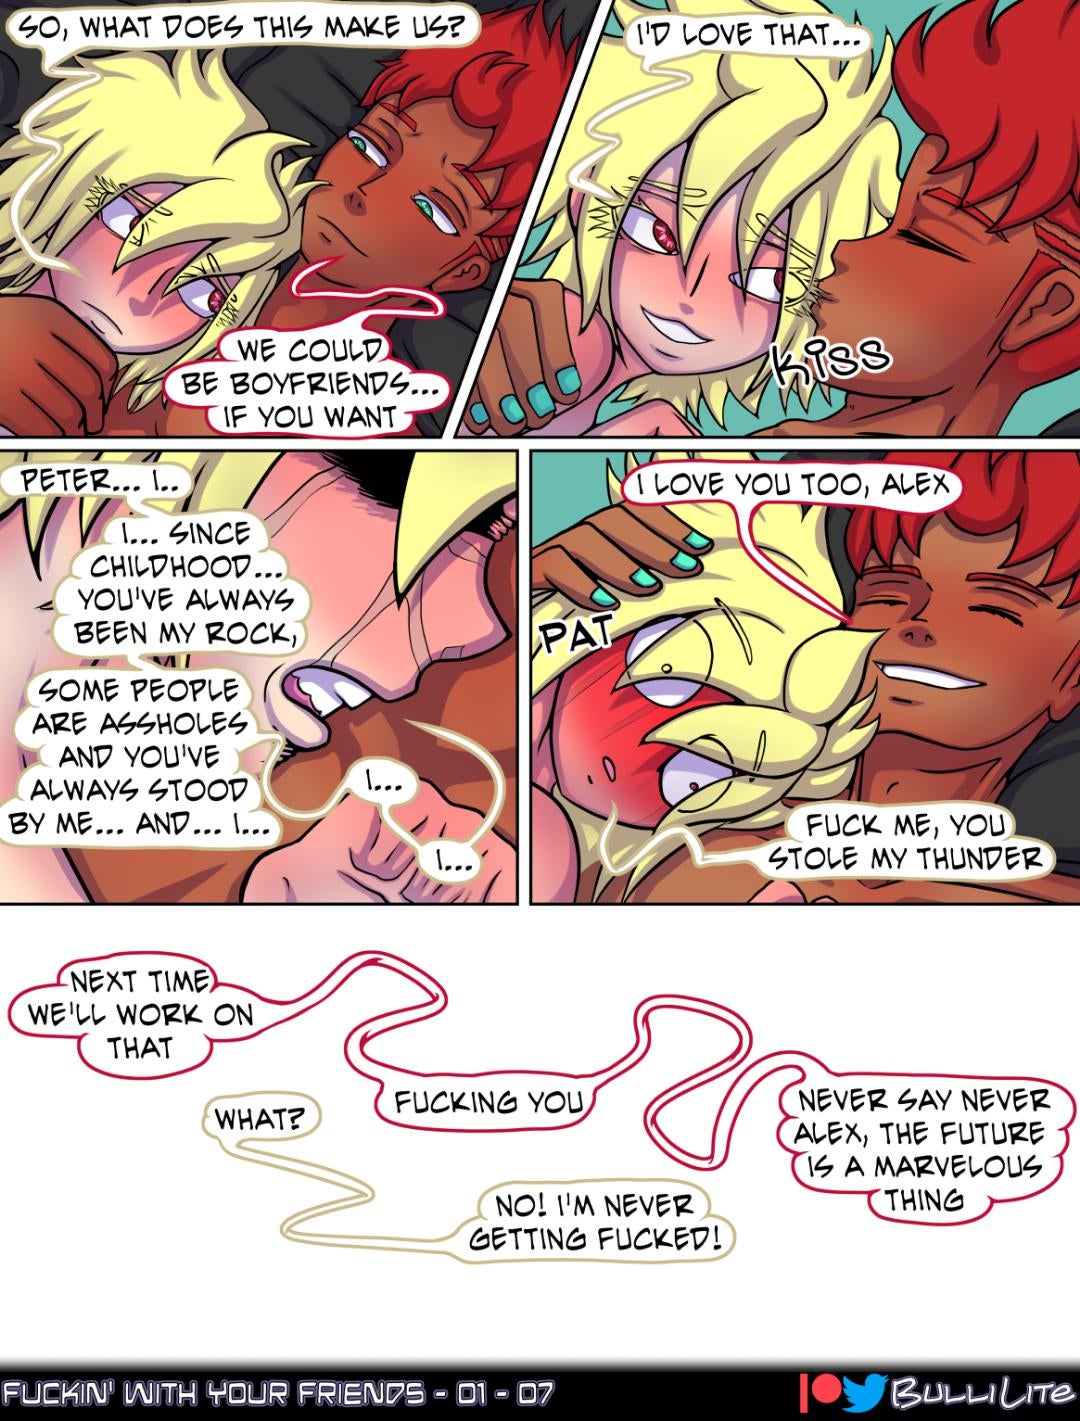 SO, WHAT DOES THIS MAKE US?
WE COULD
BE BOYFRIENDS...
IF YOU WANT
I'D LOVE THAT...
KISS
PETER... I..
I... SINCE
CHILDHOOD...
YOU'VE ALWAYS
BEEN MY ROCK,
SOME PEOPLE
ARE ASSHOLES
AND YOU'VE
ALWAYS STOOD
BY ME... AND... I...
I...
I...
I LOVE YOU TOO, ALEX
PAT
FUCK ME, YOU
STOLE MY THUNDER
NEXT TIME
WE'LL WORK ON
THAT
WHAT?
FUCKING YOU
NO! I'M NEVER
GETTING FUCKED!
NEVER SAY NEVER
ALEX, THE FUTURE
IS A MARVELOUS
THING
FUCKIN' WITH YOUR FRIENDS - 01 - 07
BULLILITE